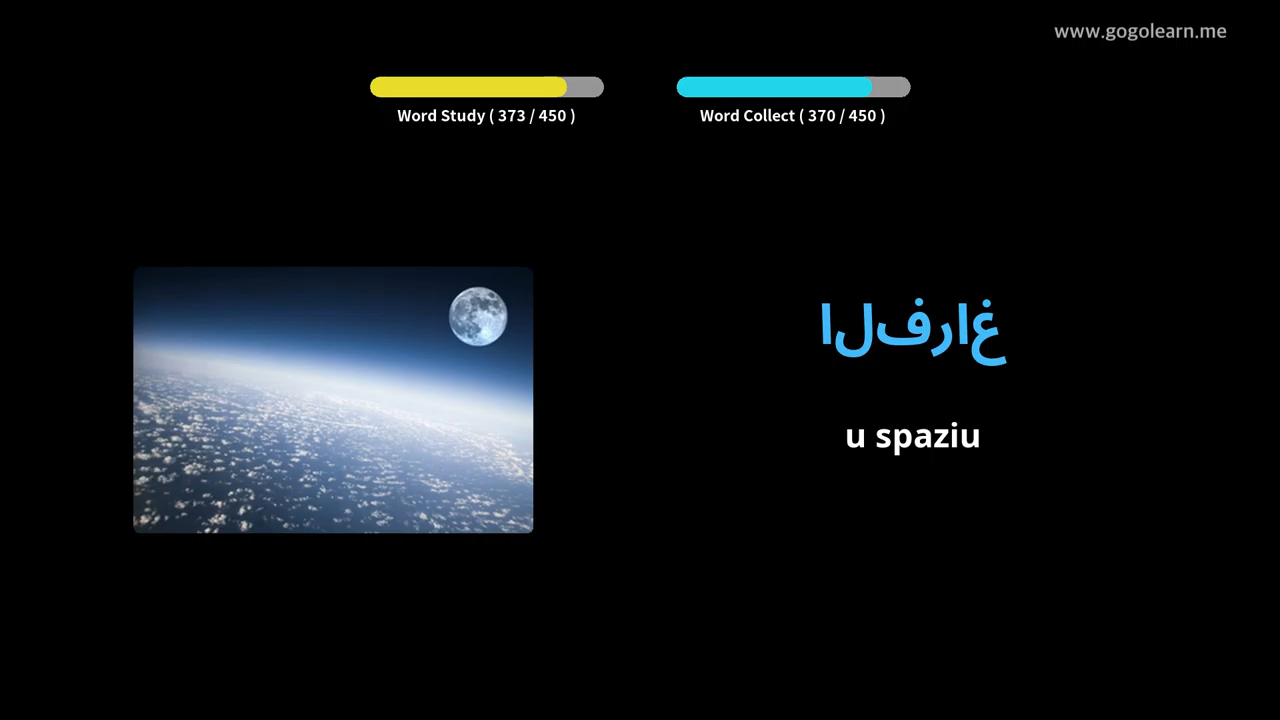 www.gogolearn.me
Word Study ( 373 / 450 )
Word Collect ( 370 / 450 )
الفراغ
u spaziu